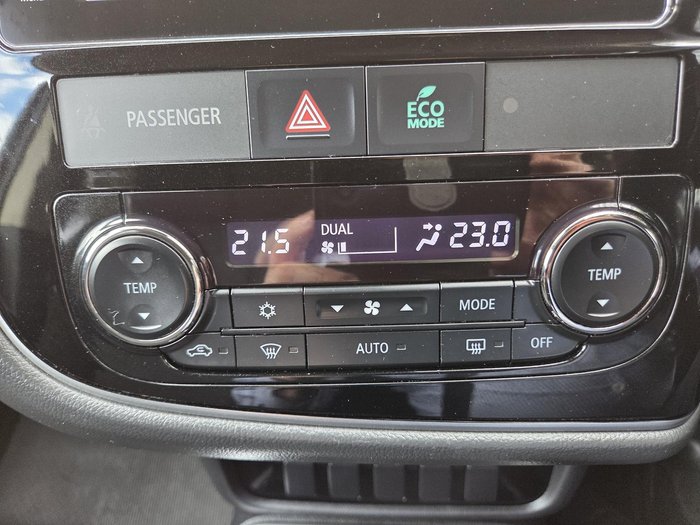 PASSENGER
ECO
MODE
DUAL
21.5
23.0
TEMP
TEMP
MODE
AUTO
OFF